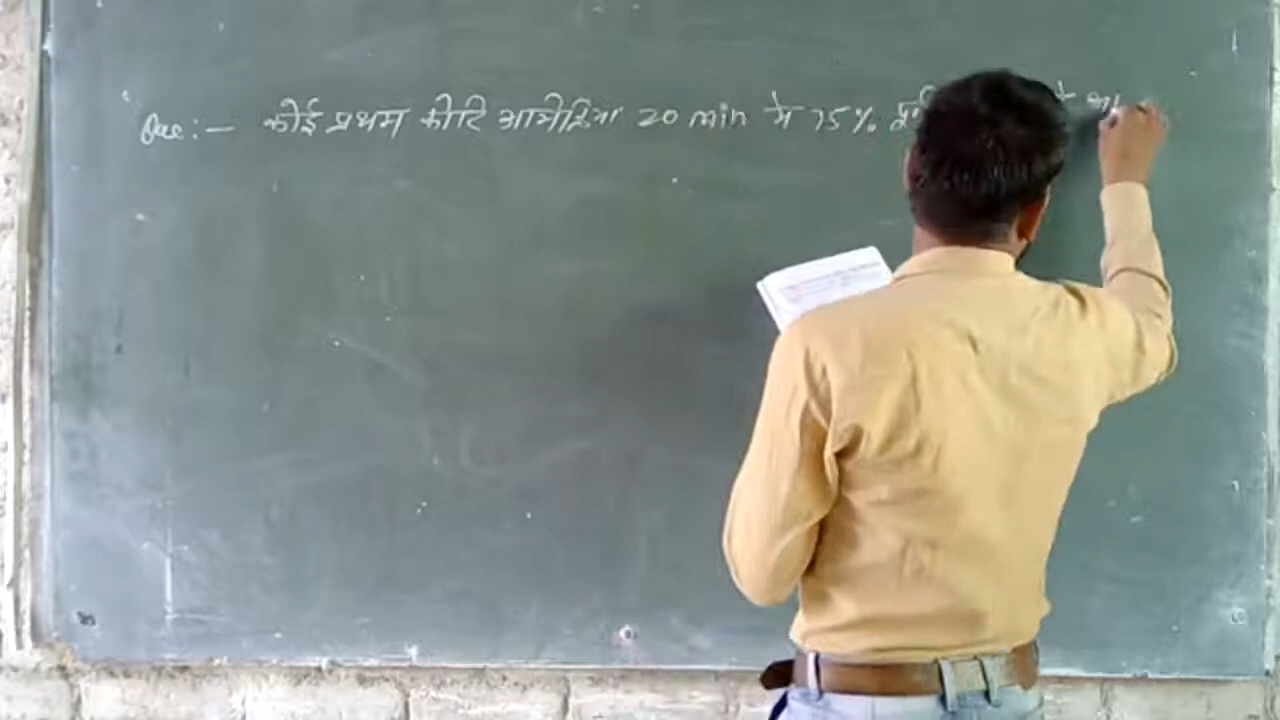 Que:- कोई प्रथम कोटि अभिक्रिया 20 min में 75%